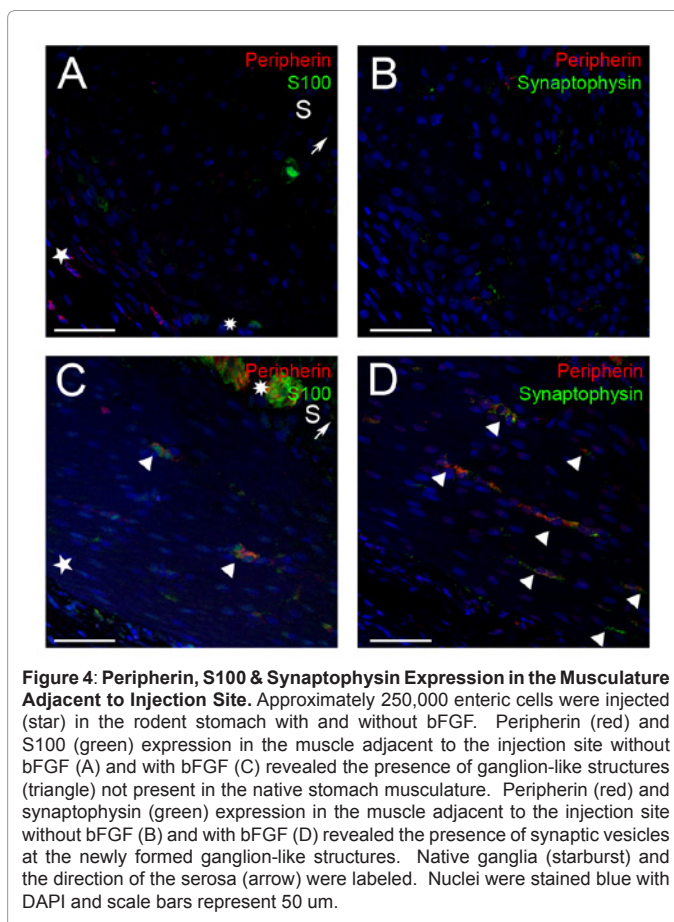 A
Peripherin
S100
S
B
Peripherin
Synaptophysin
C
Peripherin
S100
S
D
Peripherin
Synaptophysin
Figure 4: Peripherin, S100 & Synaptophysin Expression in the Musculature
Adjacent to Injection Site. Approximately 250,000 enteric cells were injected
(star) in the rodent stomach with and without bFGF. Peripherin (red) and
S100 (green) expression in the muscle adjacent to the injection site without
bFGF (A) and with bFGF (C) revealed the presence of ganglion-like structures
(triangle) not present in the native stomach musculature. Peripherin (red) and
synaptophysin (green) expression in the muscle adjacent to the injection site
without bFGF (B) and with bFGF (D) revealed the presence of synaptic vesicles
at the newly formed ganglion-like structures. Native ganglia (starburst) and
the direction of the serosa (arrow) were labeled. Nuclei were stained blue with
DAPI and scale bars represent 50 um.